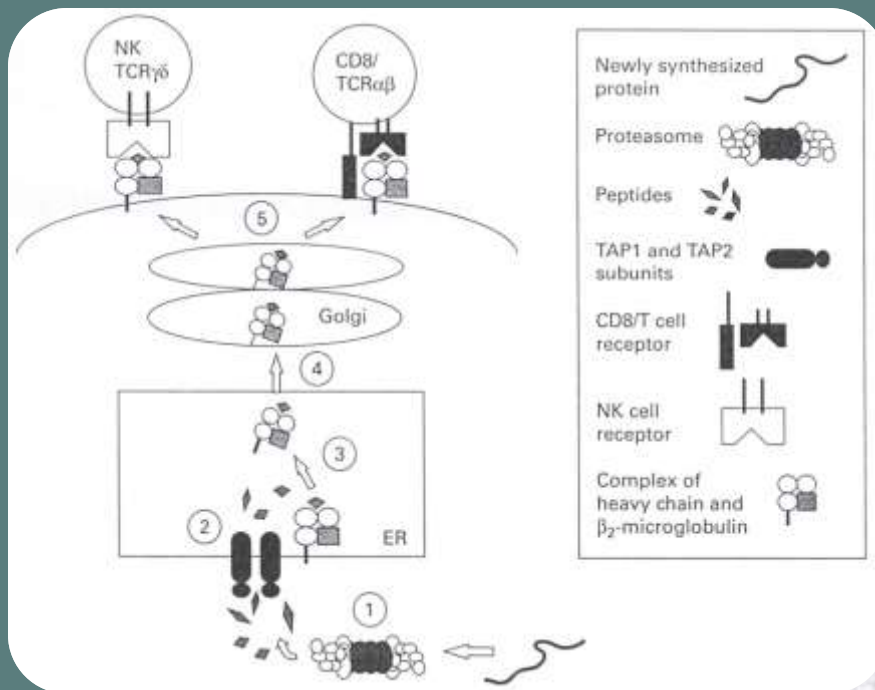 NK
TCRγδ
CD8/
TCRαβ
5
Golgi
4
3
2
ER
1
Newly synthesized
protein
Proteasome
Peptides
TAP1 and TAP2
subunits
CD8/T cell
receptor
NK cell
receptor
Complex of
heavy chain and
β₂-microglobulin